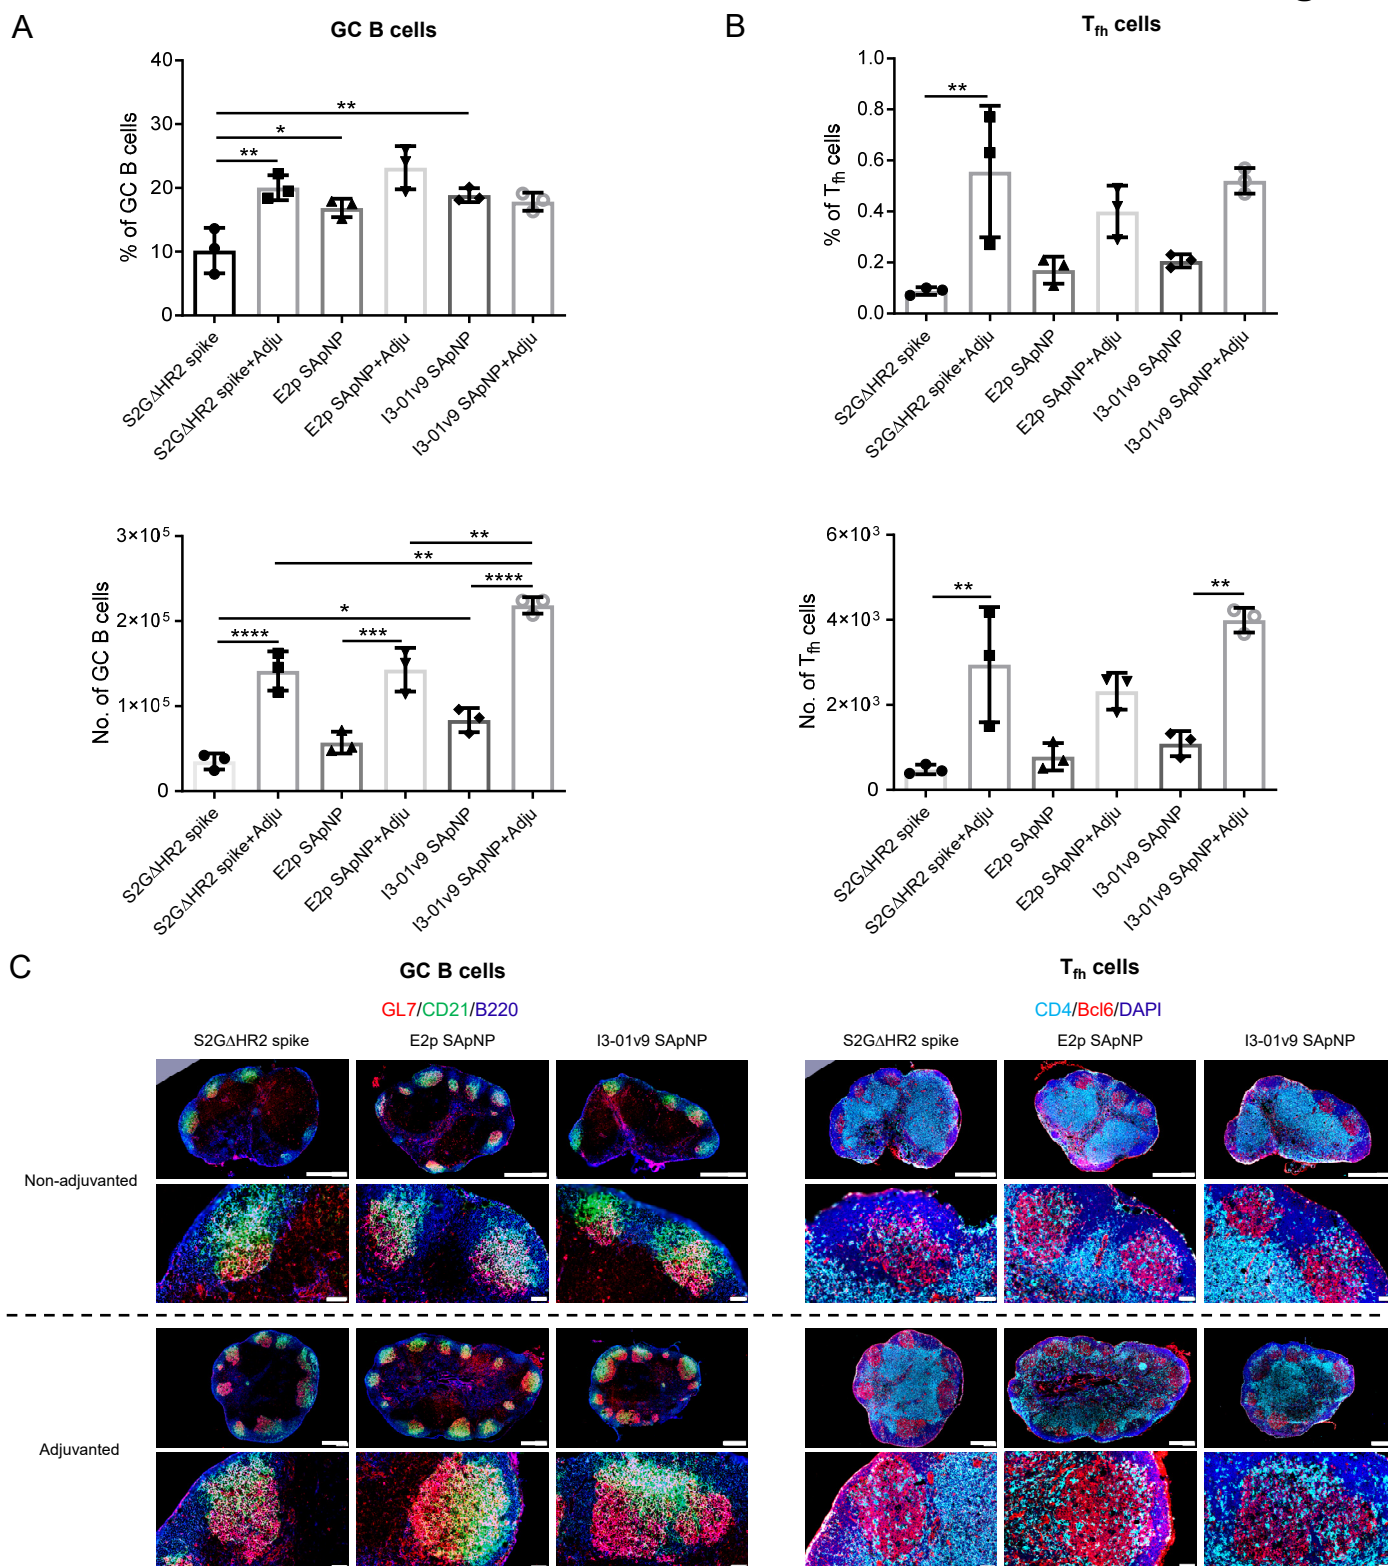 A
GC B cells
% of GC B cells
40
30
20
10
0
**
*
**
S2GΔHR2 spike
S2GΔHR2 spike+Adju
E2p SApNP
E2p SApNP+Adju
I3-01v9 SApNP
I3-01v9 SApNP+Adju
B
Tfh cells
% of Tfh cells
1.0
0.8
0.6
0.4
0.2
0.0
**
S2GΔHR2 spike
S2GΔHR2 spike+Adju
E2p SApNP
E2p SApNP+Adju
I3-01v9 SApNP
I3-01v9 SApNP+Adju
No. of GC B cells
3×10⁵
2×10⁵
1×10⁵
0
**
**
****
*
****
***
S2GΔHR2 spike
S2GΔHR2 spike+Adju
E2p SApNP
E2p SApNP+Adju
I3-01v9 SApNP
I3-01v9 SApNP+Adju
No. of Tfh cells
6×10³
4×10³
2×10³
0
**
**
S2GΔHR2 spike
S2GΔHR2 spike+Adju
E2p SApNP
E2p SApNP+Adju
I3-01v9 SApNP
I3-01v9 SApNP+Adju
C
GC B cells
GL7/CD21/B220
S2GΔHR2 spike
E2p SApNP
I3-01v9 SApNP
Tfh cells
CD4/Bcl6/DAPI
S2GΔHR2 spike
E2p SApNP
I3-01v9 SApNP
Non-adjuvanted
Adjuvanted